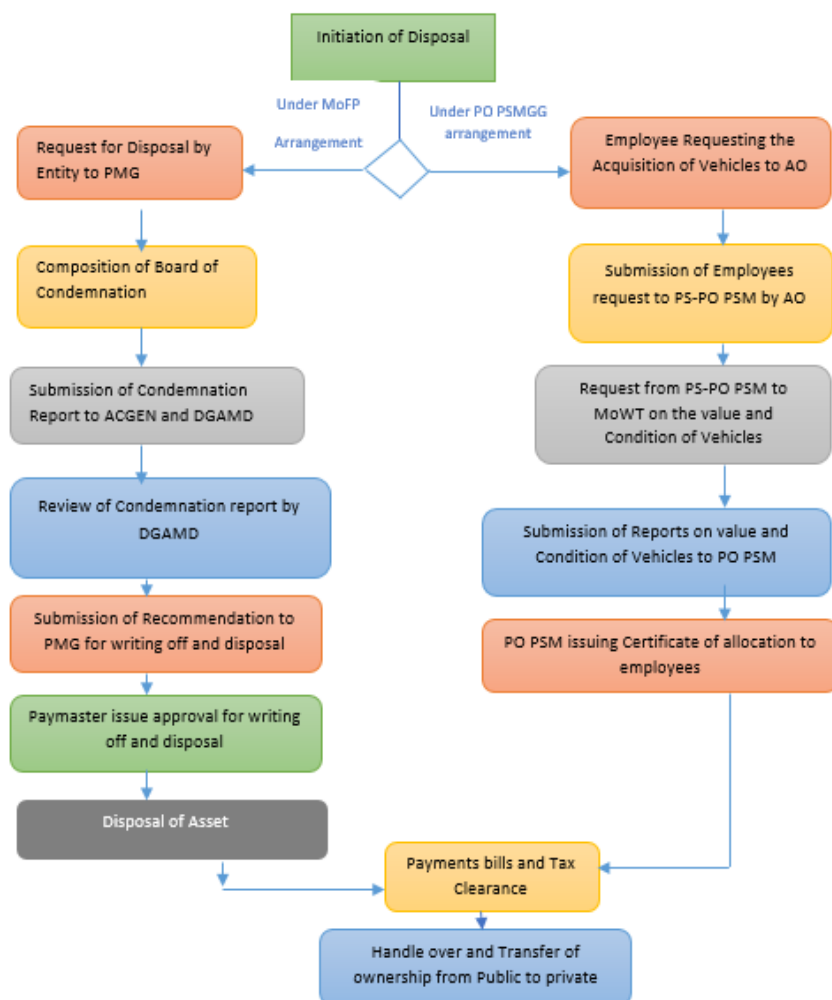 Initiation of Disposal
Under MoFP
Arrangement
Under PO PSMGG
arrangement
Request for Disposal by
Entity to PMG
Employee Requesting the
Acquisition of Vehicles to AO
Composition of Board of
Condemnation
Submission of Employees
request to PS-PO PSM by AO
Submission of Condemnation
Report to ACGEN and DGAMD
Request from PS-PO PSM to
MoWT on the value and
Condition of Vehicles
Review of Condemnation report by
DGAMD
Submission of Reports on value and
Condition of Vehicles to PO PSM
Submission of Recommendation to
PMG for writing off and disposal
PO PSM issuing Certificate of allocation to
employees
Paymaster issue approval for writing
off and disposal
Disposal of Asset
Payments bills and Tax
Clearance
Handle over and Transfer of
ownership from Public to private